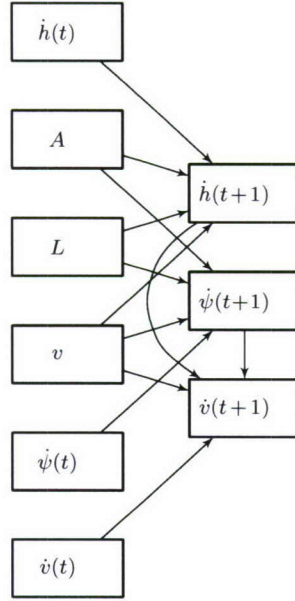 ḣ(t)
A
ḣ(t+1)
L
ψ̇(t+1)
v
v̇(t+1)
ψ̇(t)
v̇(t)